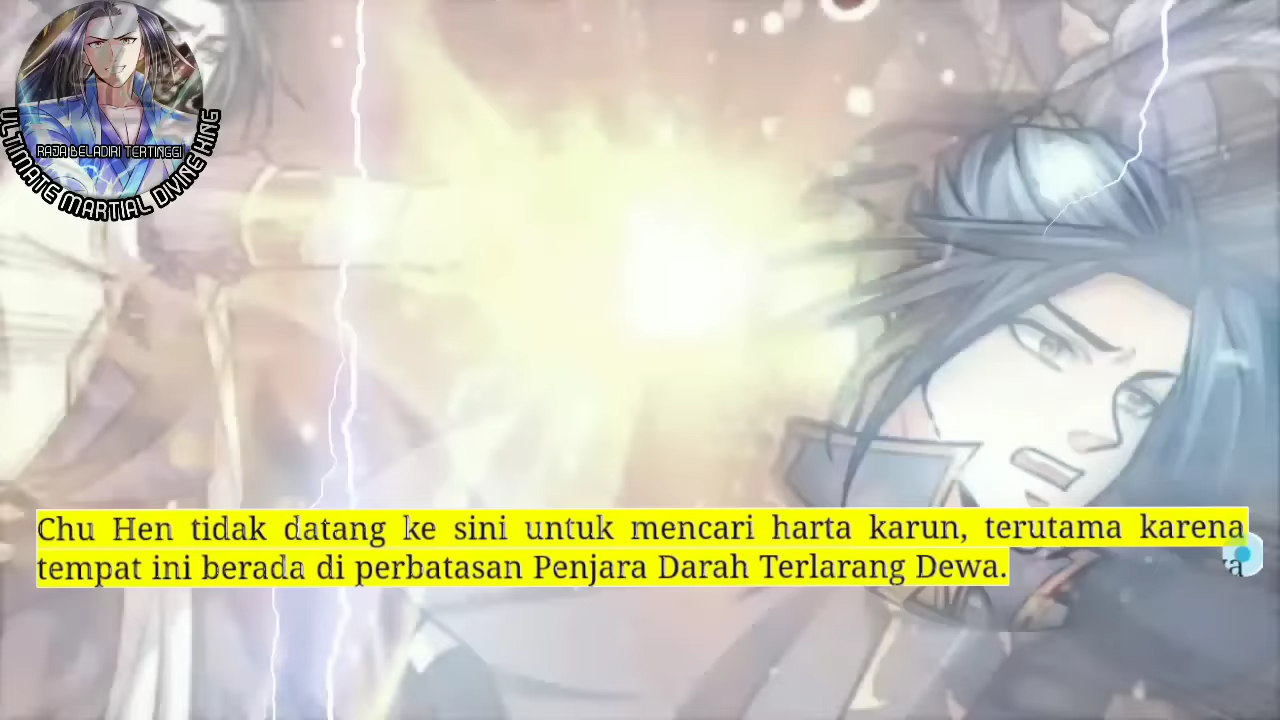 RAJA BELADIRI TERTINGGI
ULTIMATE MARTIAL DIVINE KING
Chu Hen tidak datang ke sini untuk mencari harta karun, terutama karena
tempat ini berada di perbatasan Penjara Darah Terlarang Dewa.